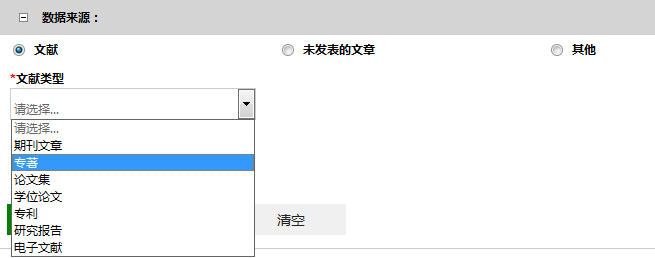 数据来源：
文献 未发表的文章 其他
*文献类型
请选择...
请选择...
期刊文章
专著
论文集
学位论文
专利
研究报告
电子文献
清空